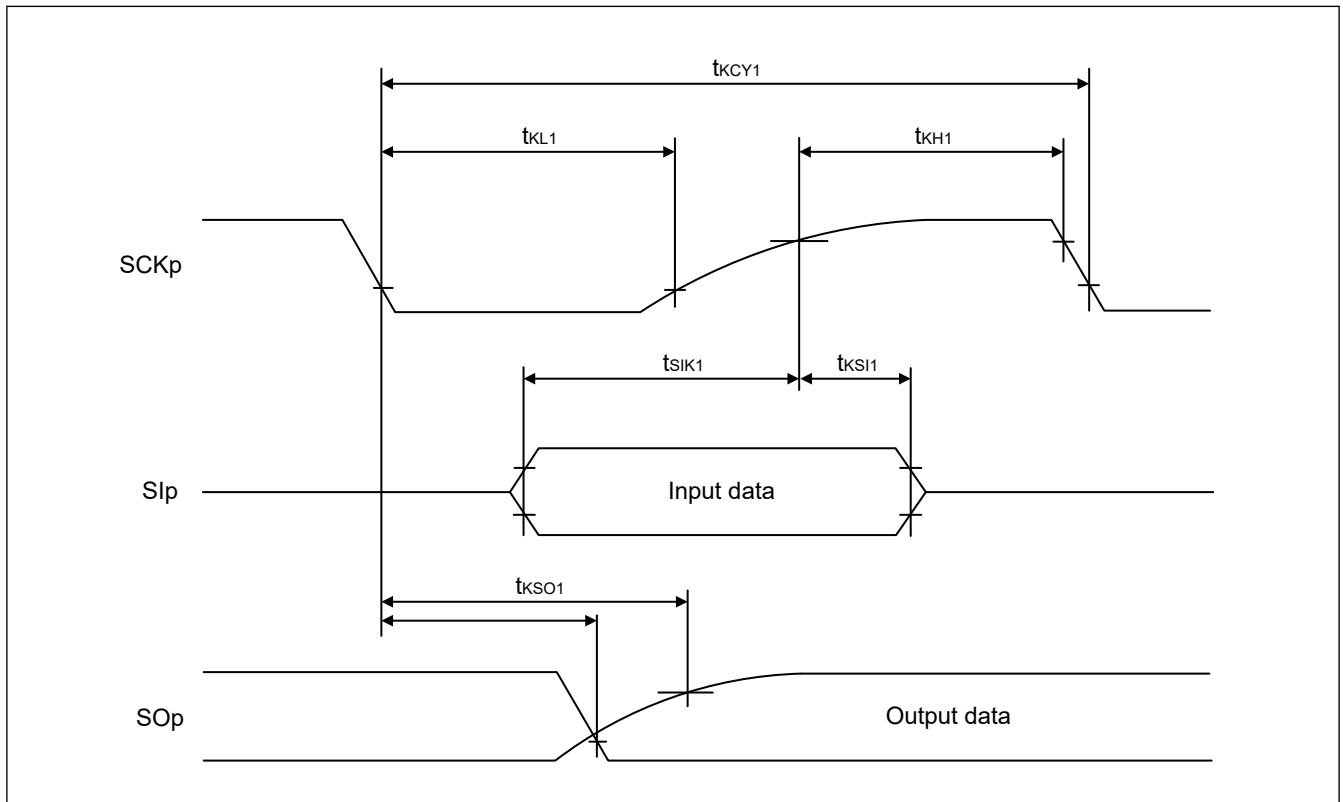 tKCY1
tKL1
tKH1
SCKp
tSIK1
tKSI1
SIp
Input data
tKSO1
SOp
Output data